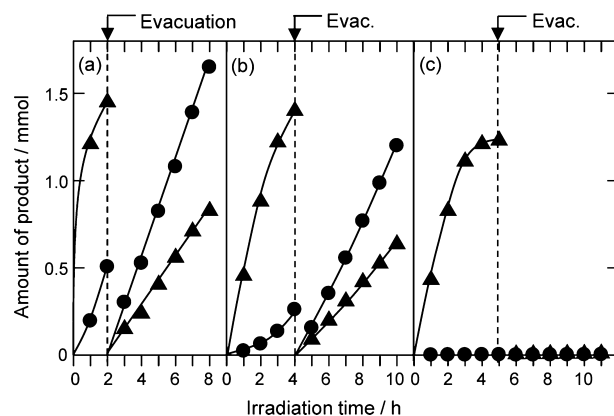 Evacuation Evac. Evac.
(a) (b) (c)
1.5
1.0
0.5
0
0 2 4 6 8 0 2 4 6 8 10 0 2 4 6 8 10
Amount of product / mmol
Irradiation time / h